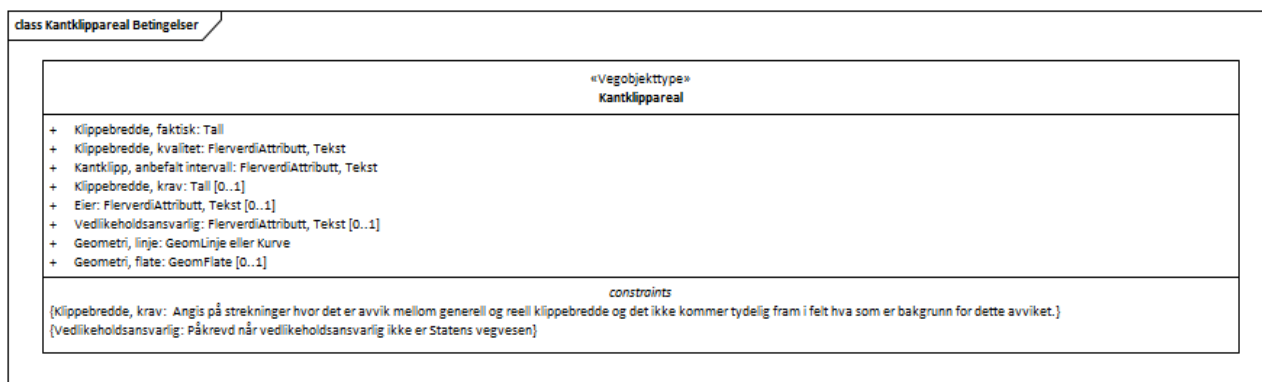 class Kantklippareal Betingelser
«Vegobjekttype»
Kantklippareal
+ Klippebredde, faktisk: Tall
+ Klippebredde, kvalitet: FlerverdiAttributt, Tekst
+ Kantklipp, anbefalt intervall: FlerverdiAttributt, Tekst
+ Klippebredde, krav: Tall [0..1]
+ Eier: FlerverdiAttributt, Tekst [0..1]
+ Vedlikeholdsansvarlig: FlerverdiAttributt, Tekst [0..1]
+ Geometri, linje: GeomLinje eller Kurve
+ Geometri, flate: GeomFlate [0..1]
constraints
{Klippebredde, krav: Angis på strekninger hvor det er avvik mellom generell og reell klippebredde og det ikke kommer tydelig fram i felt hva som er bakgrunn for dette avviket.}
{Vedlikeholdsansvarlig: Påkrevd når vedlikeholdsansvarlig ikke er Statens vegvesen}